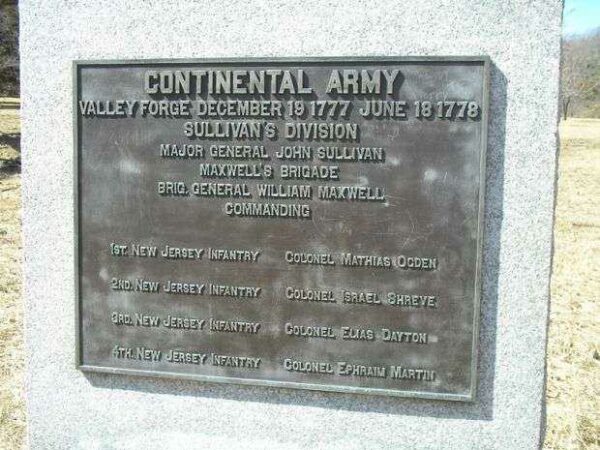 CONTINENTAL ARMY
VALLEY FORGE DECEMBER 19 1777 JUNE 18 1778
SULLIVAN'S DIVISION
MAJOR GENERAL JOHN SULLIVAN
MAXWELL'S BRIGADE
BRIG. GENERAL WILLIAM MAXWELL
COMMANDING
1ST. NEW JERSEY INFANTRY COLONEL MATHIAS OGDEN
2ND. NEW JERSEY INFANTRY COLONEL ISRAEL SHREVE
3RD. NEW JERSEY INFANTRY COLONEL ELIAS DAYTON
4TH. NEW JERSEY INFANTRY COLONEL EPHRAIM MARTIN